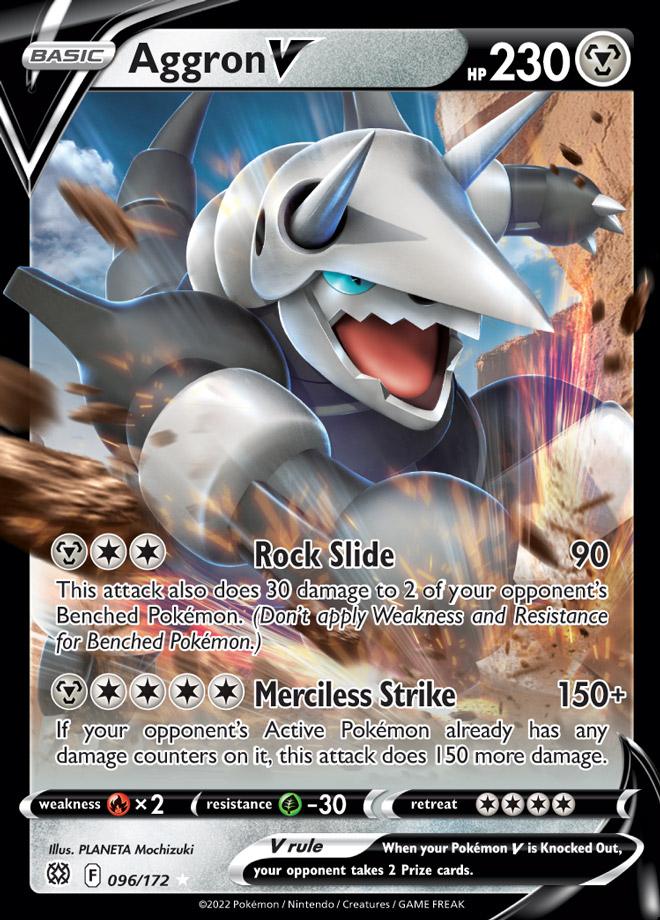 BASIC
Aggron V
HP 230
Rock Slide 90
This attack also does 30 damage to 2 of your opponent's
Benched Pokémon. (Don't apply Weakness and Resistance
for Benched Pokémon.)
Merciless Strike 150+
If your opponent's Active Pokémon already has any
damage counters on it, this attack does 150 more damage.
weakness ×2 resistance -30 retreat
Illus. PLANETA Mochizuki
V rule When your Pokémon V is Knocked Out,
your opponent takes 2 Prize cards.
F 096/172
©2022 Pokémon / Nintendo / Creatures / GAME FREAK